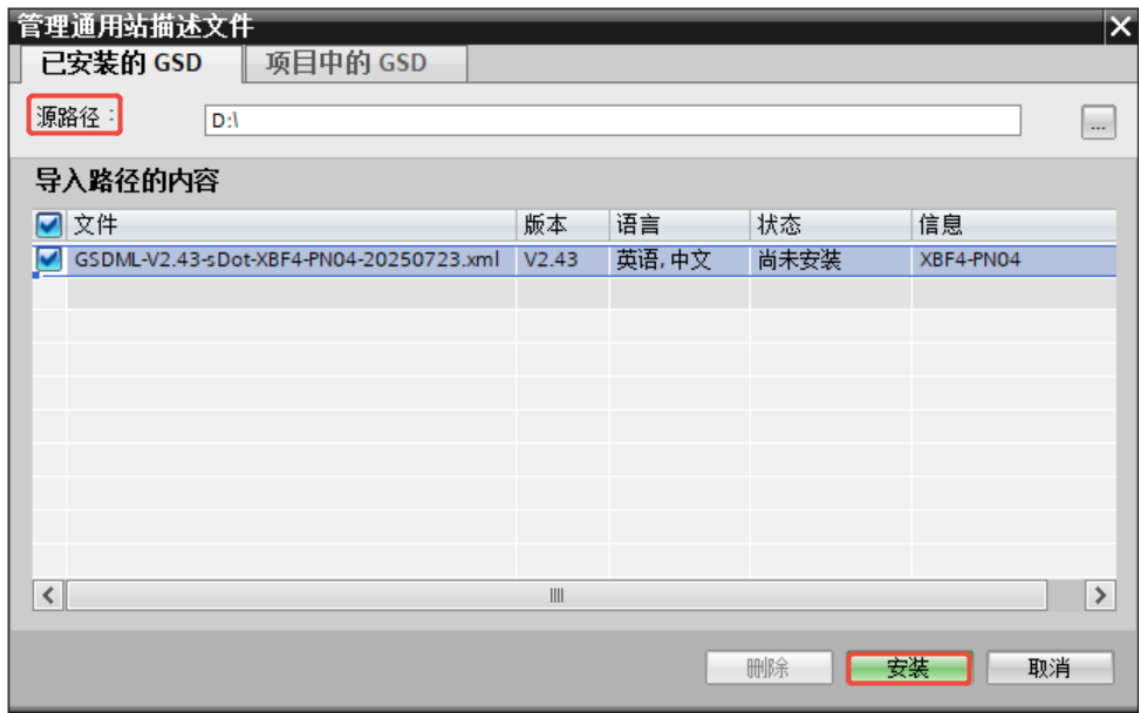 管理通用站描述文件
已安装的 GSD 项目中的 GSD
源路径： D:\ ...
导入路径的内容
文件 版本 语言 状态 信息
GSDML-V2.43-sDot-XBF4-PN04-20250723.xml V2.43 英语, 中文 尚未安装 XBF4-PN04
删除 安装 取消